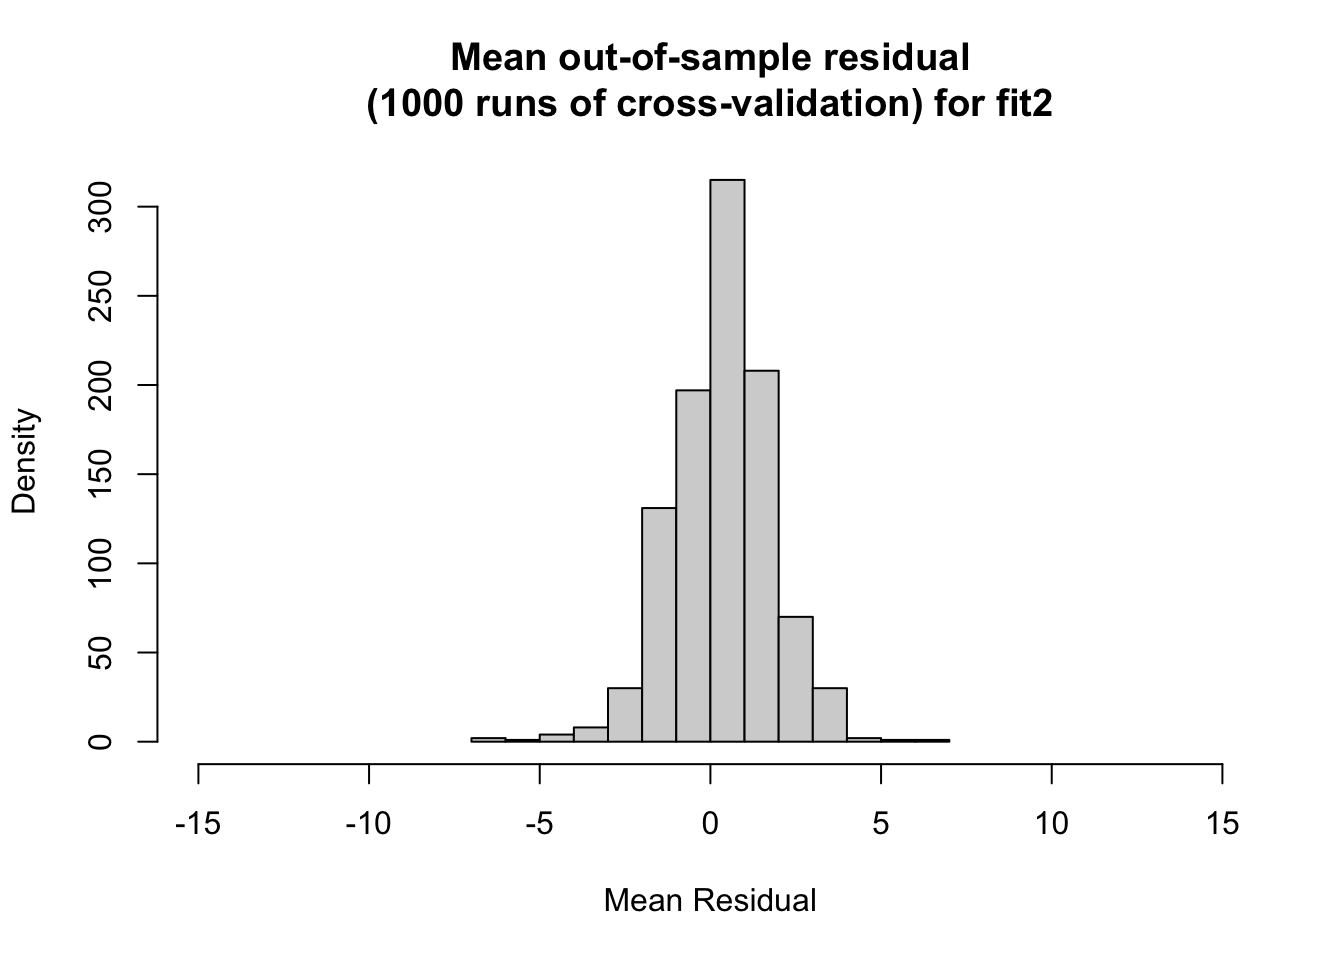 Mean out-of-sample residual
(1000 runs of cross-validation) for fit2
300
250
200
150
100
50
0
Density
-15 -10 -5 0 5 10 15
Mean Residual